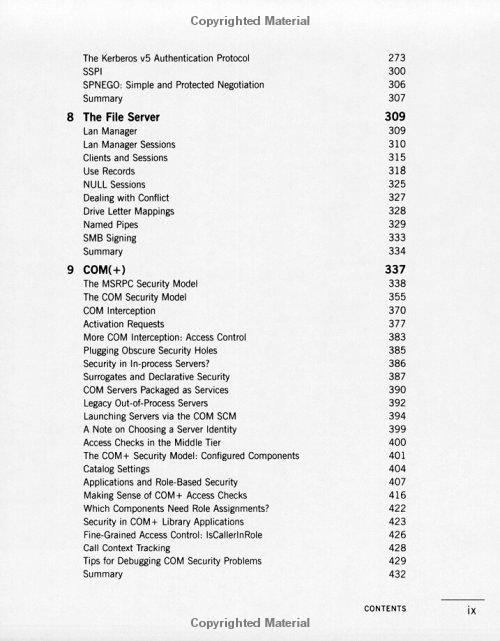 Copyrighted Material
The Kerberos v5 Authentication Protocol 273
SSPI 300
SPNEGO: Simple and Protected Negotiation 306
Summary 307
8 The File Server 309
Lan Manager 309
Lan Manager Sessions 310
Clients and Sessions 315
Use Records 318
NULL Sessions 325
Dealing with Conflict 327
Drive Letter Mappings 328
Named Pipes 329
SMB Signing 333
Summary 334
9 COM(+) 337
The MSRPC Security Model 338
The COM Security Model 355
COM Interception 370
Activation Requests 377
More COM Interception: Access Control 383
Plugging Obscure Security Holes 385
Security in In-process Servers? 386
Surrogates and Declarative Security 387
COM Servers Packaged as Services 390
Legacy Out-of-Process Servers 392
Launching Servers via the COM SCM 394
A Note on Choosing a Server Identity 399
Access Checks in the Middle Tier 400
The COM+ Security Model: Configured Components 401
Catalog Settings 404
Applications and Role-Based Security 407
Making Sense of COM+ Access Checks 416
Which Components Need Role Assignments? 422
Security in COM+ Library Applications 423
Fine-Grained Access Control: IsCallerInRole 426
Call Context Tracking 428
Tips for Debugging COM Security Problems 429
Summary 432
CONTENTS ix
Copyrighted Material